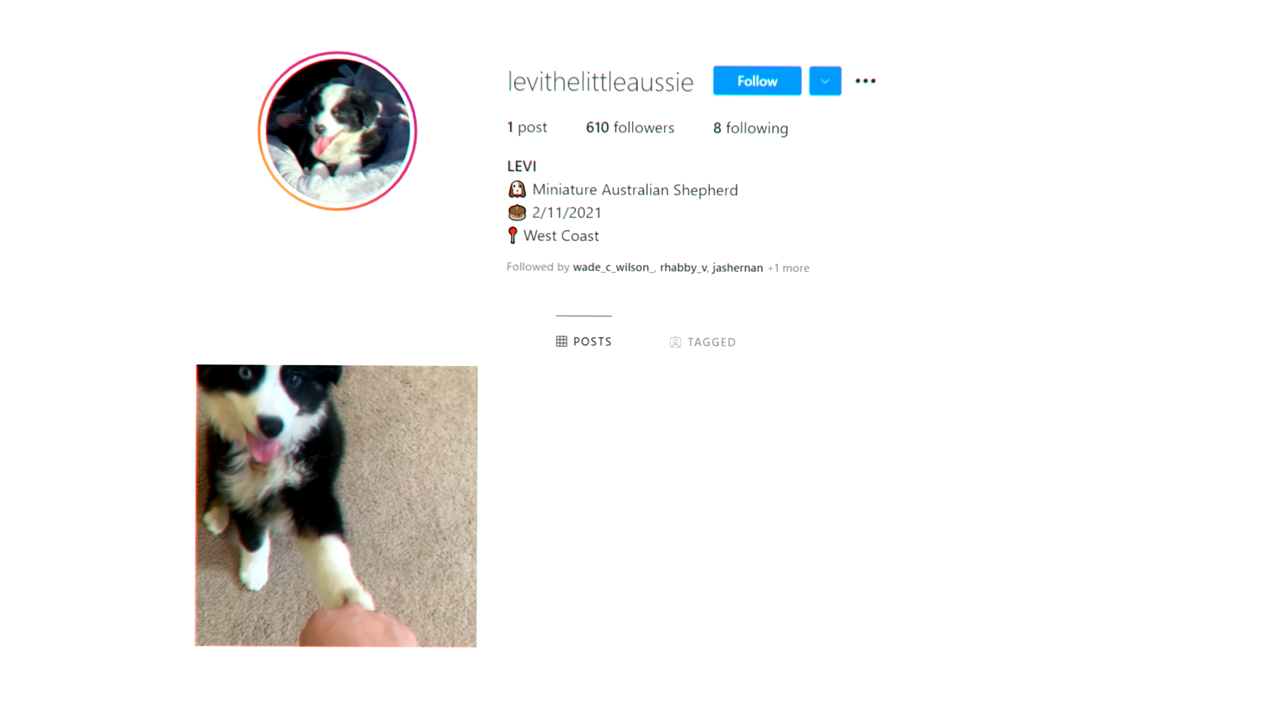 levithelittleaussie Follow
1 post 610 followers 8 following
LEVI
Miniature Australian Shepherd
2/11/2021
West Coast
Followed by wade_c_wilson_, rhabby_v, jashernan +1 more
POSTS TAGGED